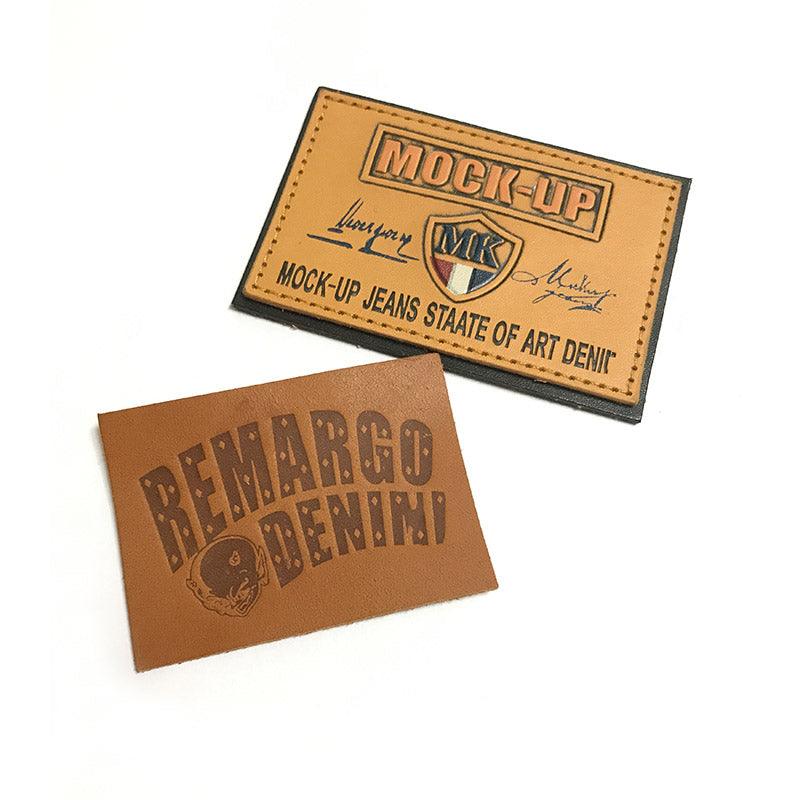 MOCK-UP
MK
MOCK-UP JEANS STAATE OF ART DENI
REMARGO
DENIM